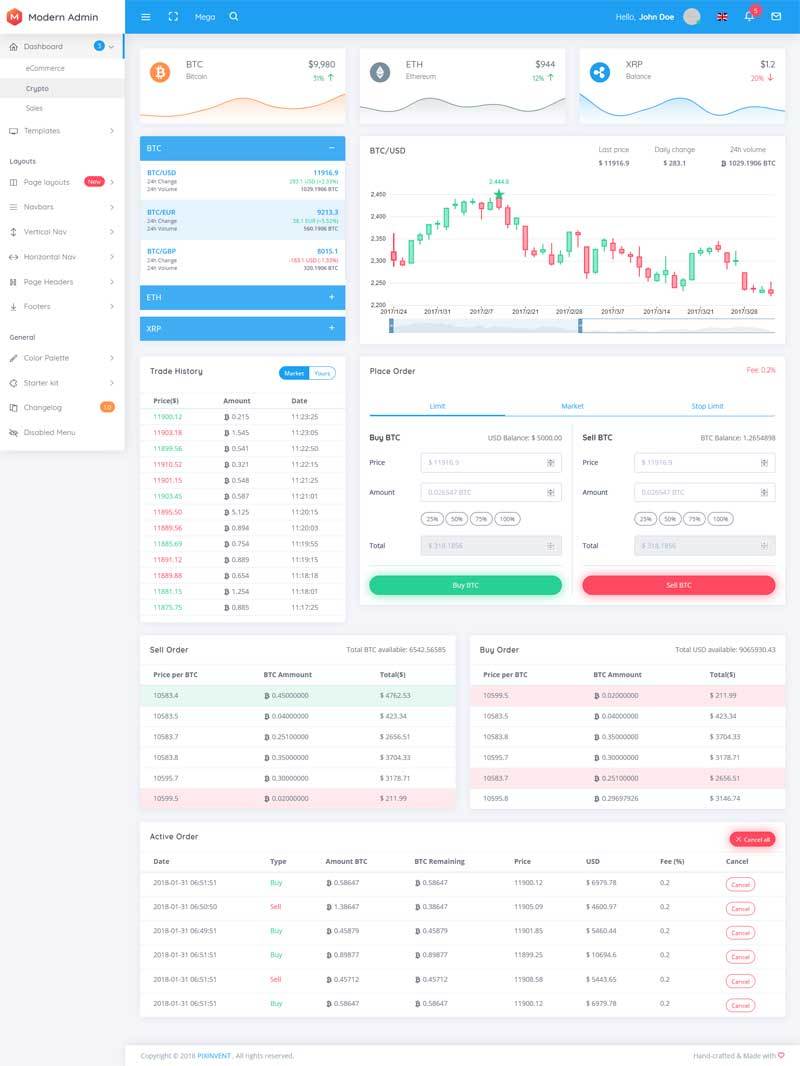 Modern Admin
Mega
Hello, John Doe
5
Dashboard 3
eCommerce
Crypto
Sales
Templates
Layouts
Page layouts New
Navbars
Vertical Nav
Horizontal Nav
Page Headers
Footers
General
Color Palette
Starter kit
Changelog 1.0
Disabled Menu
BTC $9,980
Bitcoin 31%
ETH $944
Ethereum 12%
XRP $1.2
Balance 20%
BTC
BTC/USD 11916.9
24h Change 293.1 USD (+2.33%)
24h Volume 1029.1906 BTC
BTC/EUR 9213.3
24h Change 38.1 EUR (+5.52%)
24h Volume 560.1906 BTC
BTC/GBP 8015.1
24h Change
24h Volume 320.1906 BTC
ETH
XRP
BTC/USD Last price Daily change 24h volume
$ 11916.9 $ 283.1 1029.1906 BTC
2,444.8
2,450
2,400
2,350
2,300
2,250
2,200
2017/1/24 2017/1/31 2017/2/7 2017/2/21 2017/2/28 2017/3/7 2017/3/14 2017/3/21 2017/3/28
Trade History Market Yours
Price($) Amount Date
11900.12 0.215 11:23:25
11903.18 1.545 11:23:05
11899.56 0.541 11:22:50
11910.52 0.321 11:22:15
11901.15 0.548 11:21:25
11903.45 0.587 11:21:01
11895.50 5.125 11:20:15
11889.56 0.894 11:20:03
11885.69 0.754 11:19:55
11891.12 0.889 11:19:15
11889.88 0.654 11:18:18
11881.15 1.254 11:18:01
11875.75 0.885 11:17:25
Place Order Fee: 0.2%
Limit Market Stop Limit
Buy BTC USD Balance: $ 5000.00
Price $ 11916.9
Amount 0.026547 BTC
25% 50% 75% 100%
Total $ 318.1856
Buy BTC
Sell BTC BTC Balance: 1.2654898
Price $ 11916.9
Amount 0.026547 BTC
25% 50% 75% 100%
Total $ 318.1856
Sell BTC
Sell Order Total BTC available: 6542.56585
Price per BTC BTC Ammount Total($)
10583.4 0.45000000 $ 4762.53
10583.5 0.04000000 $ 423.34
10583.7 0.25100000 $ 2656.51
10583.8 0.35000000 $ 3704.33
10595.7 0.30000000 $ 3178.71
10599.5 0.02000000 $ 211.99
Buy Order Total USD available: 9065930.43
Price per BTC BTC Ammount Total($)
10599.5 0.02000000 $ 211.99
10583.5 0.04000000 $ 423.34
10583.8 0.35000000 $ 3704.33
10595.7 0.30000000 $ 3178.71
10583.7 0.25100000 $ 2656.51
10595.8 0.29697926 $ 3146.74
Active Order Cancel all
Date Type Amount BTC BTC Remaining Price USD Fee (%) Cancel
2018-01-31 06:51:51 Buy 0.58647 0.58647 11900.12 $ 6979.78 0.2 Cancel
2018-01-31 06:50:50 Sell 1.38647 0.38647 11905.09 $ 4600.97 0.2 Cancel
2018-01-31 06:49:51 Buy 0.45879 0.45879 11901.85 $ 5460.44 0.2 Cancel
2018-01-31 06:51:51 Buy 0.89877 0.89877 11899.25 $ 10694.6 0.2 Cancel
2018-01-31 06:51:51 Sell 0.45712 0.45712 11908.58 $ 5443.65 0.2 Cancel
2018-01-31 06:51:51 Buy 0.58647 0.58647 11900.12 $ 6979.78 0.2 Cancel
Copyright © 2018 PIXINVENT . All rights reserved. Hand-crafted & Made with